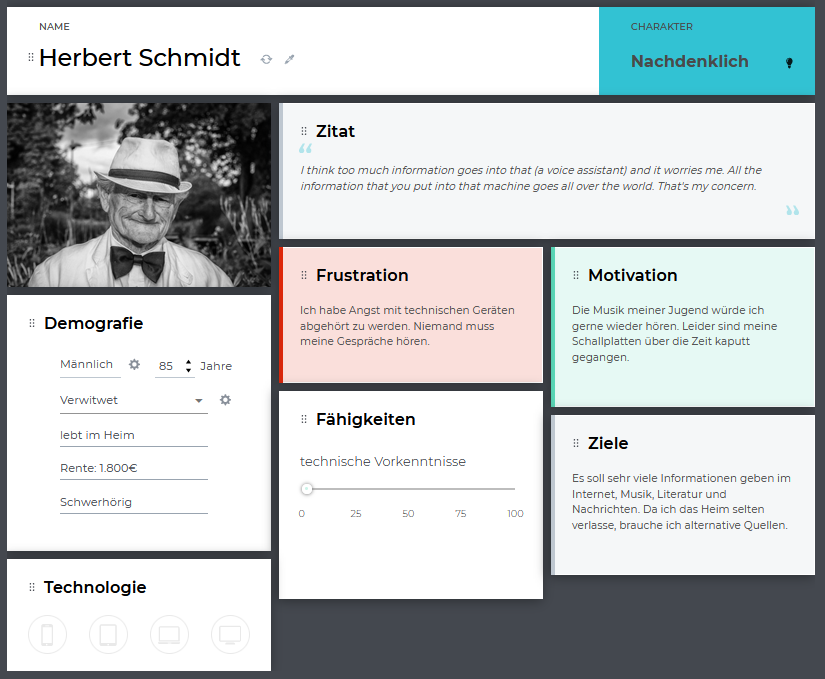 NAME
Herbert Schmidt
CHARAKTER
Nachdenklich
Zitat
“
I think too much information goes into that (a voice assistant) and it worries me. All the
information that you put into that machine goes all over the world. That's my concern.
”
Frustration
Ich habe Angst mit technischen Geräten
abgehört zu werden. Niemand muss
meine Gespräche hören.
Motivation
Die Musik meiner Jugend würde ich
gerne wieder hören. Leider sind meine
Schallplatten über die Zeit kaputt
gegangen.
Demografie
Männlich 85 Jahre
Verwitwet
lebt im Heim
Rente: 1.800€
Schwerhörig
Fähigkeiten
technische Vorkenntnisse
0 25 50 75 100
Ziele
Es soll sehr viele Informationen geben im
Internet, Musik, Literatur und
Nachrichten. Da ich das Heim selten
verlasse, brauche ich alternative Quellen.
Technologie